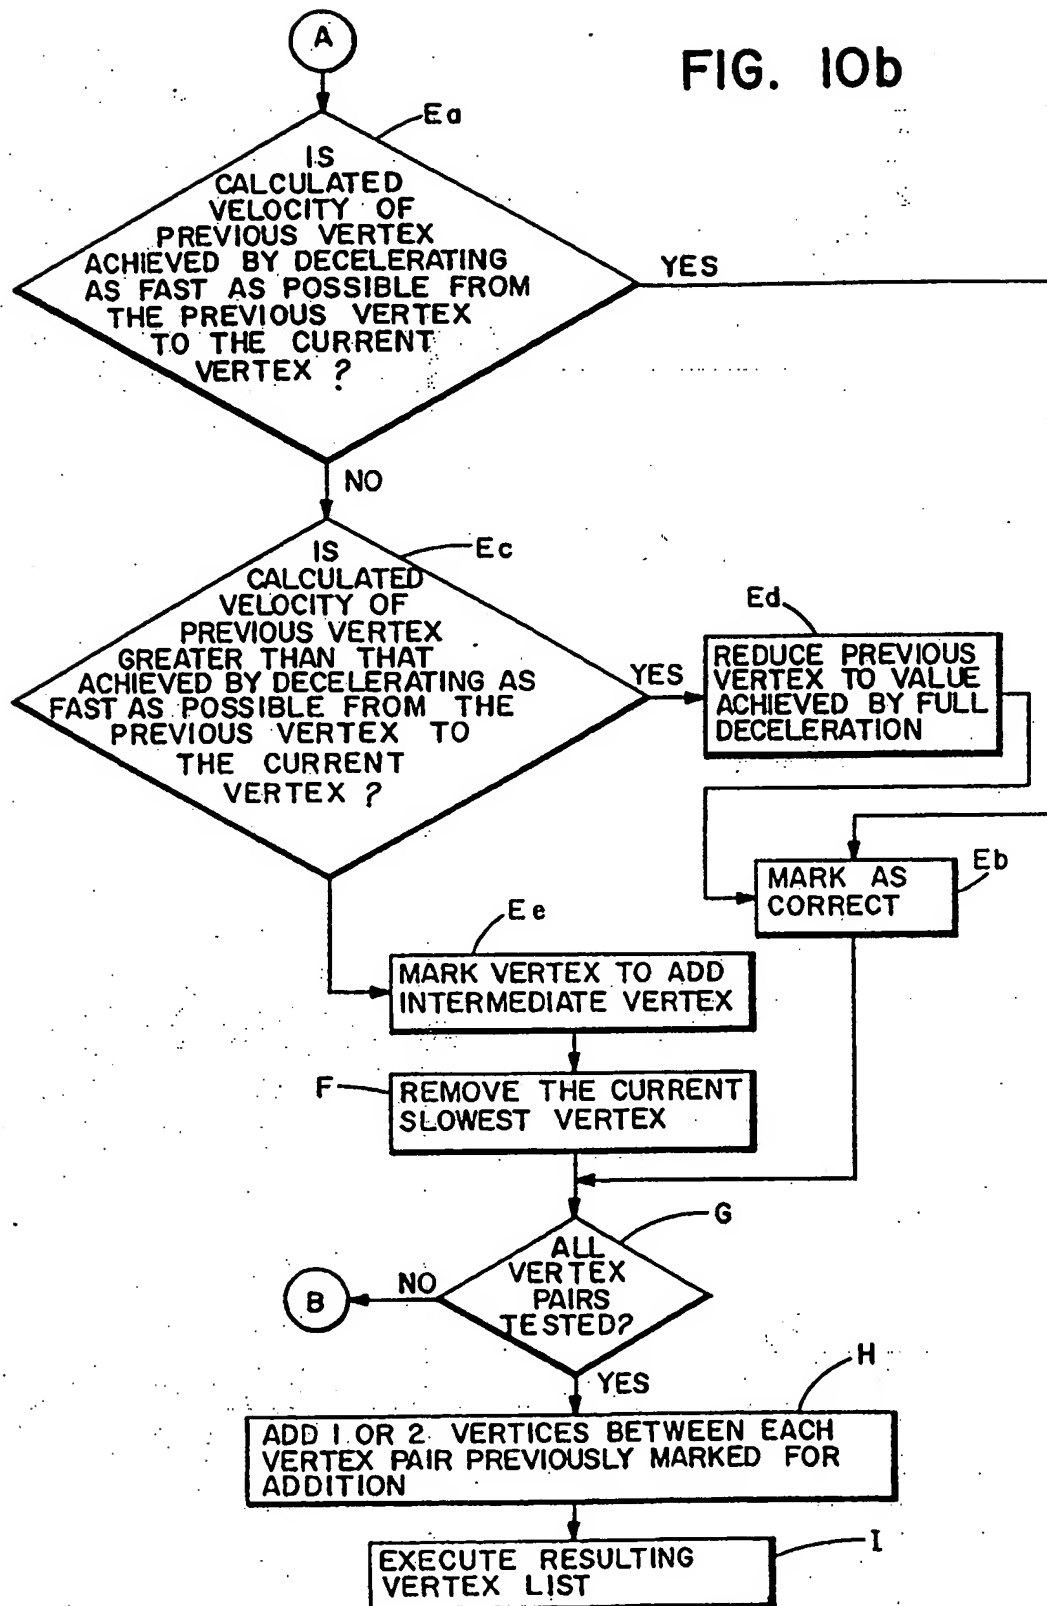 A
FIG. 10b
Ea
IS
CALCULATED
VELOCITY OF
PREVIOUS VERTEX
ACHIEVED BY DECELERATING
AS FAST AS POSSIBLE FROM
THE PREVIOUS VERTEX
TO THE CURRENT
VERTEX ?
YES
NO
Ec
IS
CALCULATED
VELOCITY OF
PREVIOUS VERTEX
GREATER THAN THAT
ACHIEVED BY DECELERATING AS
FAST AS POSSIBLE FROM THE
PREVIOUS VERTEX TO
THE CURRENT
VERTEX ?
YES
Ed
REDUCE PREVIOUS
VERTEX TO VALUE
ACHIEVED BY FULL
DECELERATION
Eb
MARK AS
CORRECT
Ee
MARK VERTEX TO ADD
INTERMEDIATE VERTEX
F
REMOVE THE CURRENT
SLOWEST VERTEX
G
ALL
VERTEX
PAIRS
TESTED?
NO
B
YES
H
ADD 1 OR 2 VERTICES BETWEEN EACH
VERTEX PAIR PREVIOUSLY MARKED FOR
ADDITION
I
EXECUTE RESULTING
VERTEX LIST